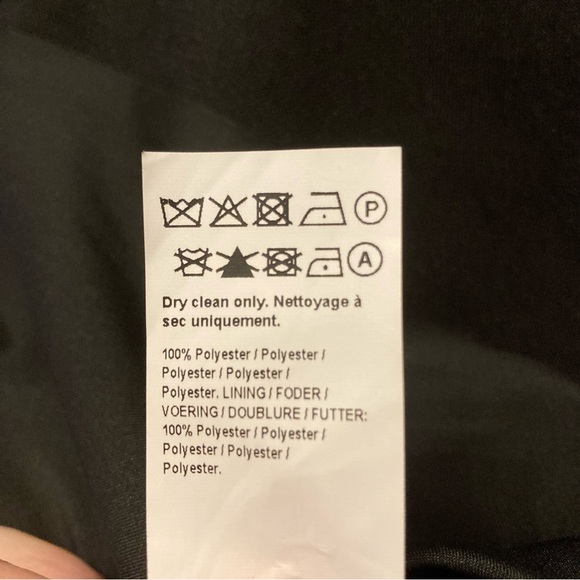 P
A
Dry clean only. Nettoyage à
sec uniquement.
100% Polyester / Polyester /
Polyester / Polyester /
Polyester. LINING / FODER /
VOERING / DOUBLURE / FUTTER:
100% Polyester / Polyester /
Polyester / Polyester /
Polyester.